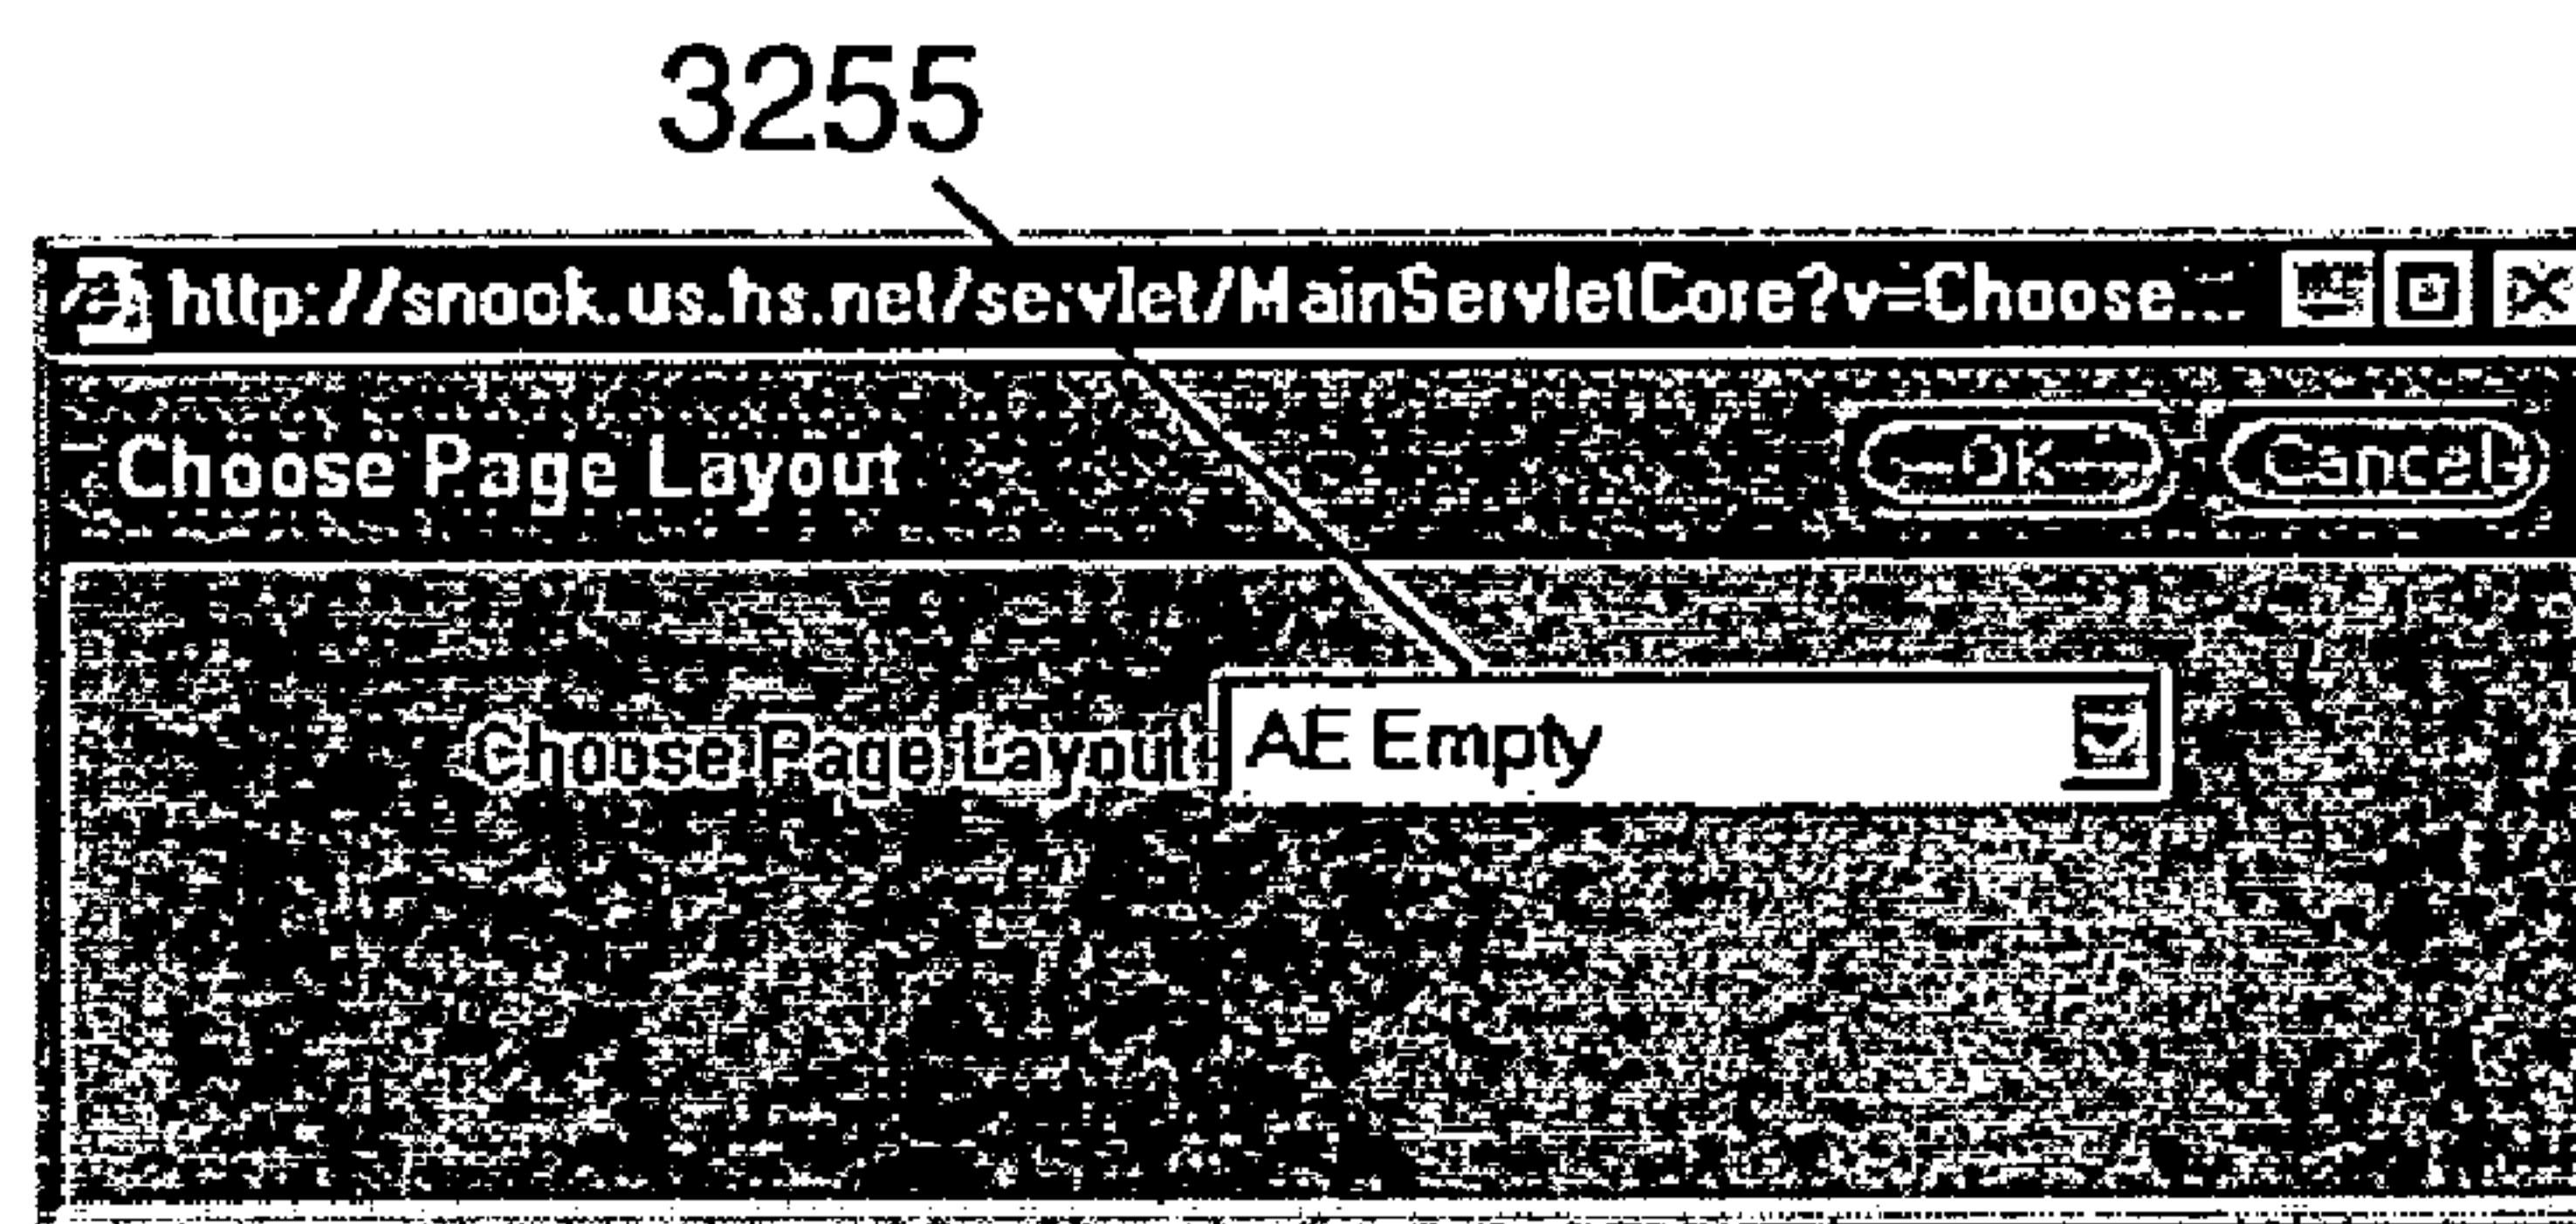 3255
http://snook.us.hs.net/servlet/MainServletCore?v=Choose...
Choose Page Layout OK Cancel
Choose Page Layout: AE Empty